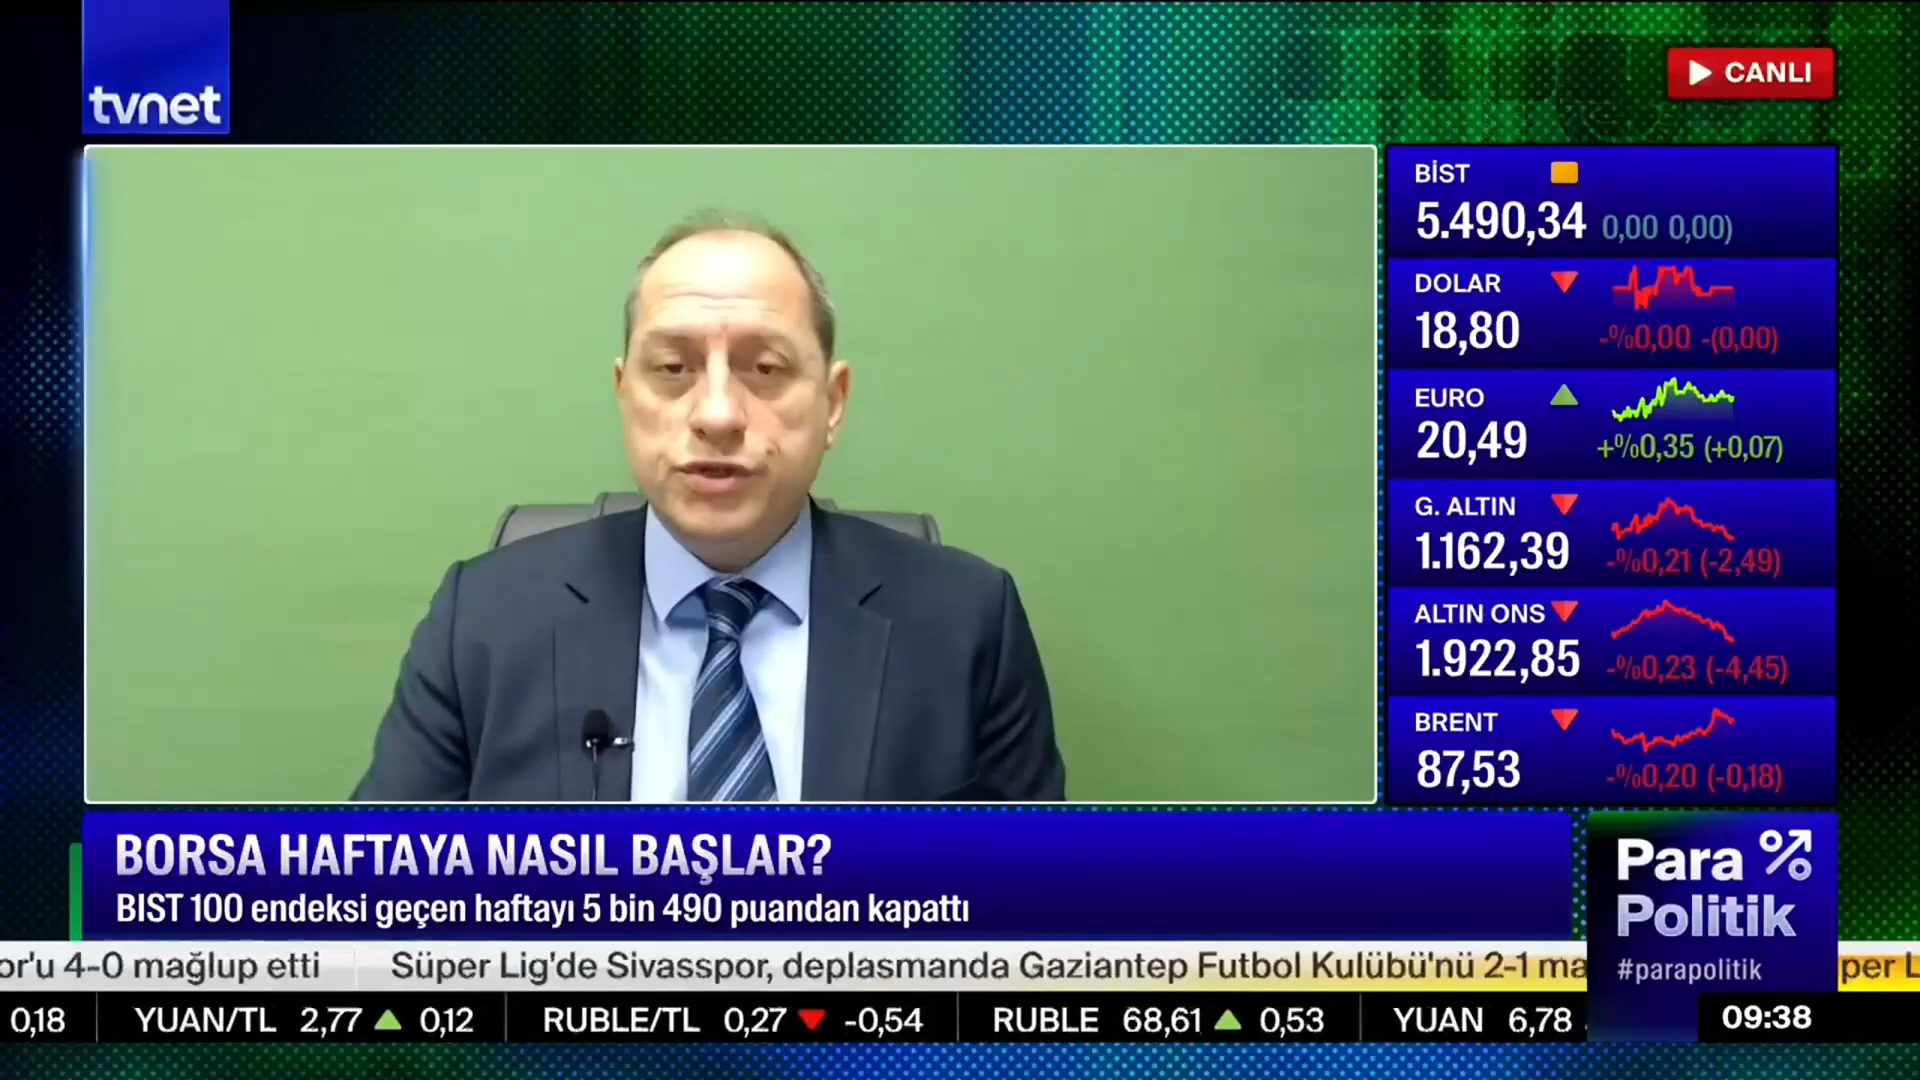 tvnet
CANLI
BİST
5.490,34 0,00 0,00)
DOLAR
18,80 -%0,00 -(0,00)
EURO
20,49 +%0,35 (+0,07)
G. ALTIN
1.162,39 -%0,21 (-2,49)
ALTIN ONS
1.922,85 -%0,23 (-4,45)
BRENT
87,53 -%0,20 (-0,18)
BORSA HAFTAYA NASIL BAŞLAR?
BIST 100 endeksi geçen haftayı 5 bin 490 puandan kapattı
Para %
Politik
#parapolitik
or'u 4-0 mağlup etti Süper Lig'de Sivasspor, deplasmanda Gaziantep Futbol Kulübü'nü 2-1 ma per L
0,18 YUAN/TL 2,77 0,12 RUBLE/TL 0,27 -0,54 RUBLE 68,61 0,53 YUAN 6,78
09:38